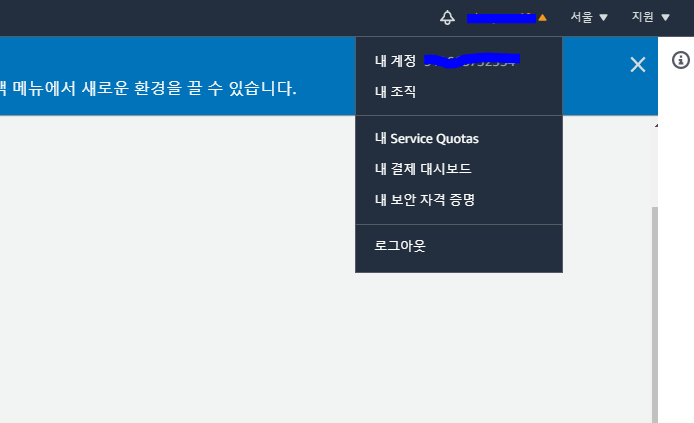 서울 지원
내 계정
메뉴에서 새로운 환경을 끌 수 있습니다.
내 조직
내 Service Quotas
내 결제 대시보드
내 보안 자격 증명
로그아웃